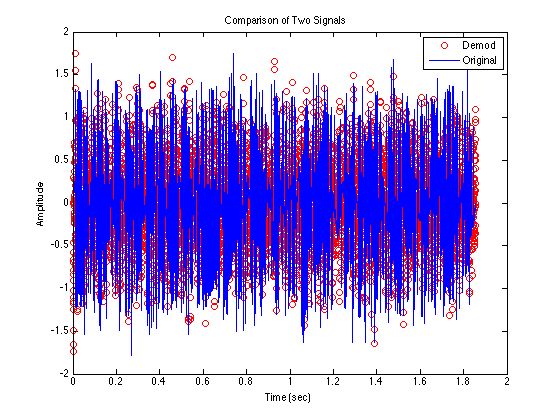 Comparison of Two Signals
2
1.5
1
0.5
0
-0.5
-1
-1.5
-2
Amplitude
Demod
Original
0 0.2 0.4 0.6 0.8 1 1.2 1.4 1.6 1.8 2
Time (sec)